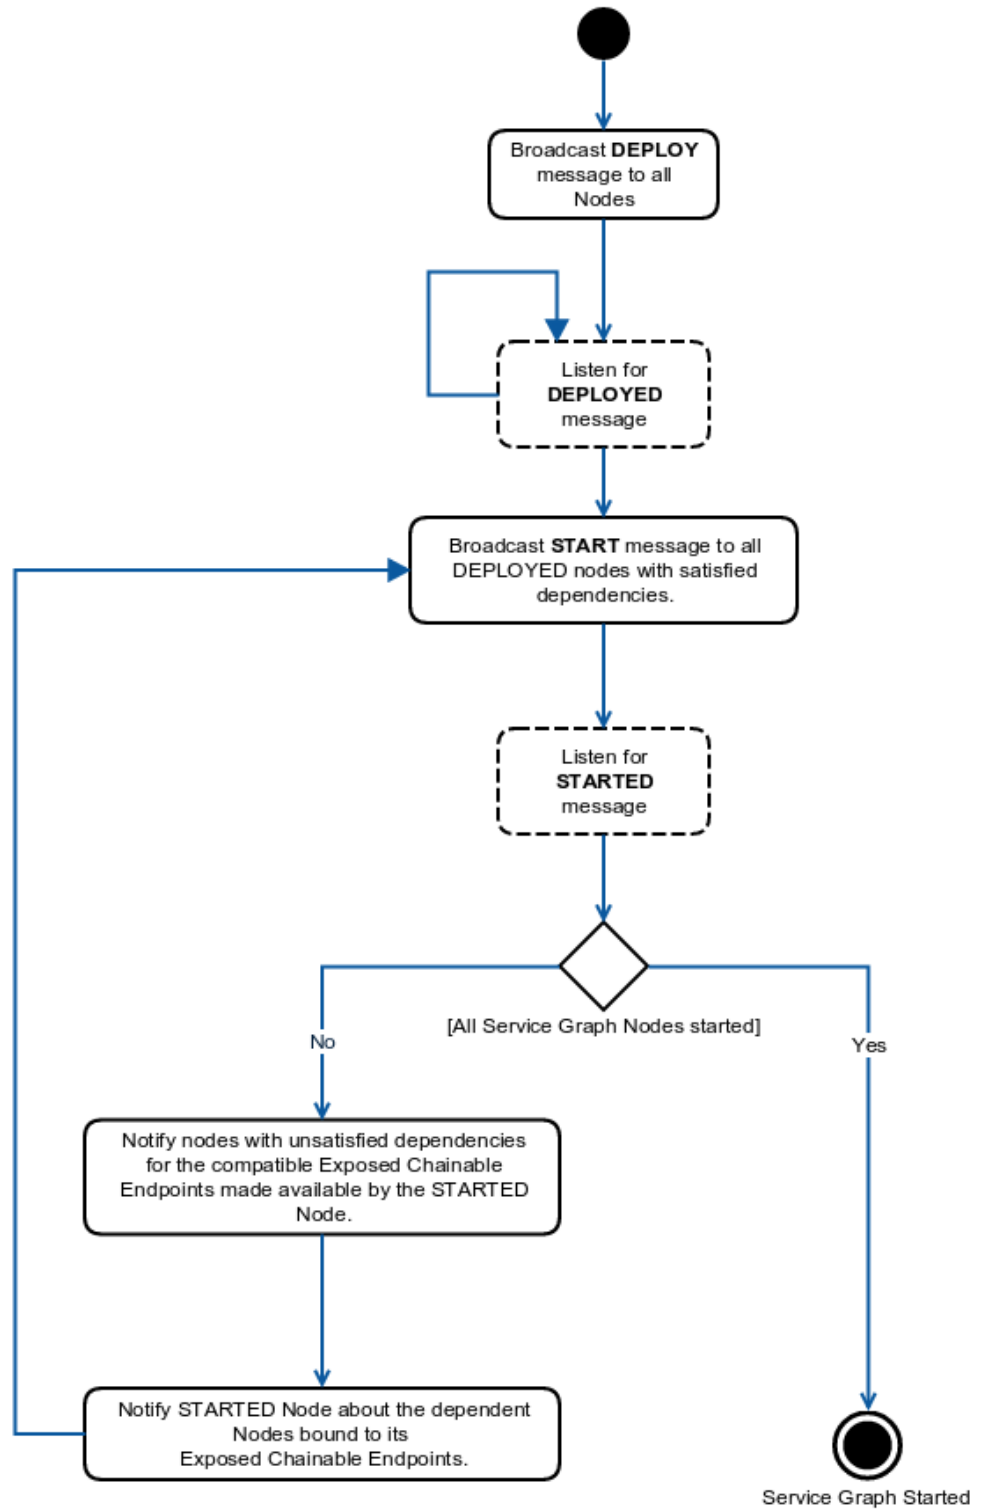 Broadcast DEPLOY
message to all
Nodes
Listen for
DEPLOYED
message
Broadcast START message to all
DEPLOYED nodes with satisfied
dependencies.
Listen for
STARTED
message
[All Service Graph Nodes started]
No
Yes
Notify nodes with unsatisfied dependencies
for the compatible Exposed Chainable
Endpoints made available by the STARTED
Node.
Notify STARTED Node about the dependent
Nodes bound to its
Exposed Chainable Endpoints.
Service Graph Started